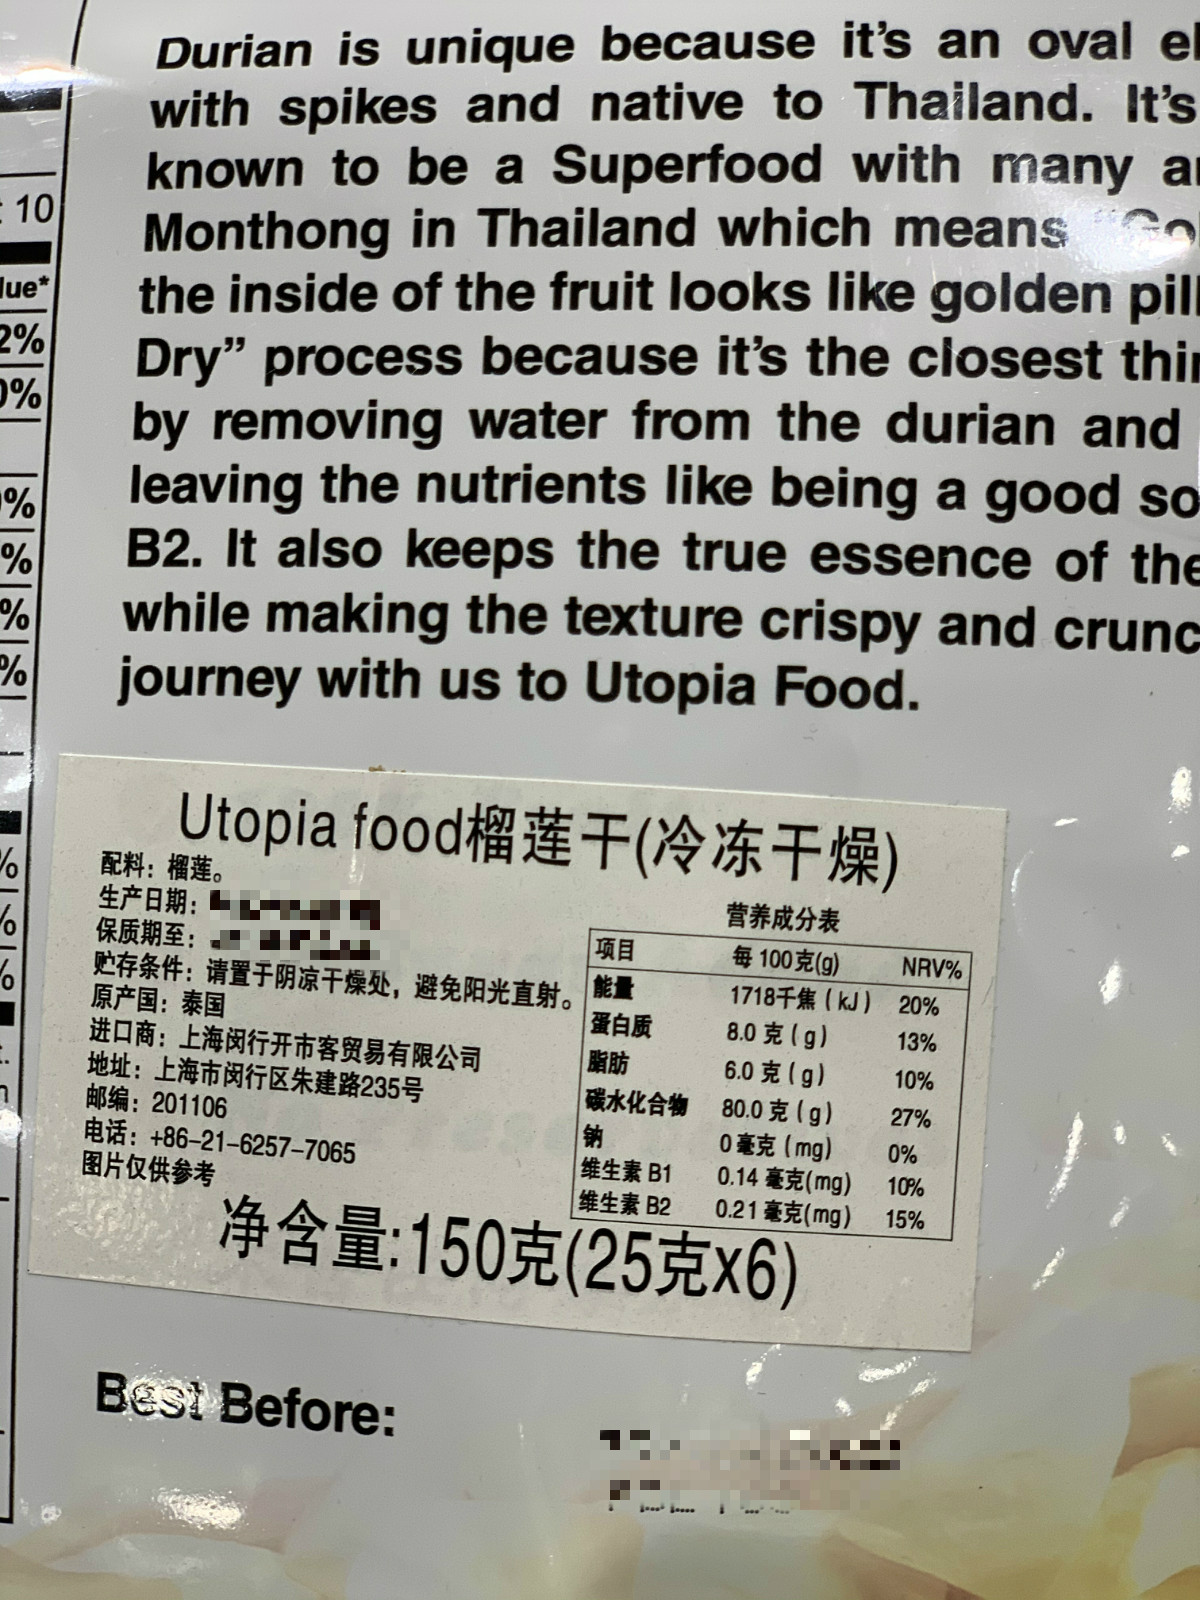 Durian is unique because it's an oval
with spikes and native to Thailand. It's
known to be a Superfood with many
Monthong in Thailand which means
the inside of the fruit looks like golden
Dry” process because it's the closest
by removing water from the durian and
leaving the nutrients like being a good
B2. It also keeps the true essence of
while making the texture crispy and
journey with us to Utopia Food.
10
2%
0%
%
%
%
%
%
%
%
Utopia food榴莲干(冷冻干燥)
配料：榴莲。
生产日期：
保质期至：
贮存条件：请置于阴凉干燥处，避免阳光直射。
原产国：泰国
进口商：上海闵行开市客贸易有限公司
地址：上海市闵行区朱建路235号
邮编：201106
电话：+86-21-6257-7065
图片仅供参考
营养成分表
项目 每 100克(g) NRV%
能量 1718千焦 (kJ) 20%
蛋白质 8.0 克 (g) 13%
脂肪 6.0 克 (g) 10%
碳水化合物 80.0 克 (g) 27%
钠 0 毫克 (mg) 0%
维生素 B1 0.14 毫克(mg) 10%
维生素 B2 0.21 毫克(mg) 15%
净含量:150克(25克x6)
Best Before: